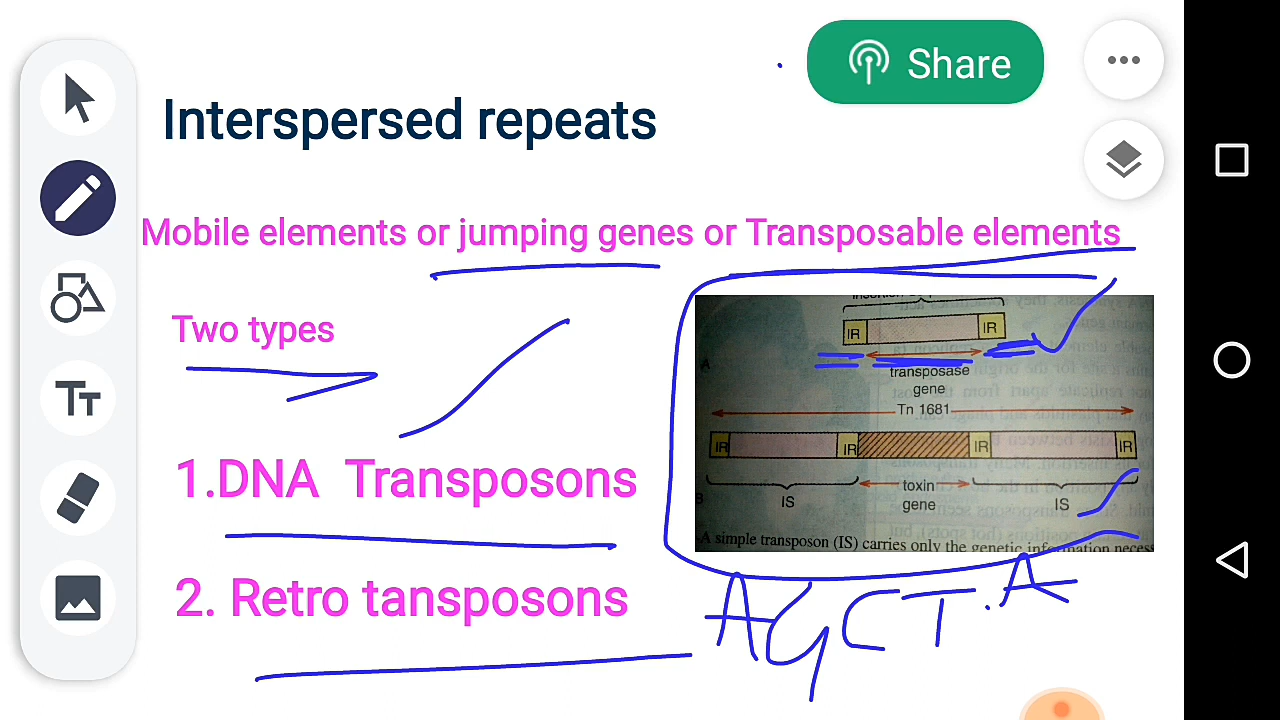 Share
Interspersed repeats
Mobile elements or jumping genes or Transposable elements
Two types
1.DNA Transposons
2. Retro tansposons
IR IR
transposase
gene
Tn 1681
IR IR IR IR
IS toxin gene IS
A simple transposon (IS) carries only the genetic information
AGCT.A
Tт